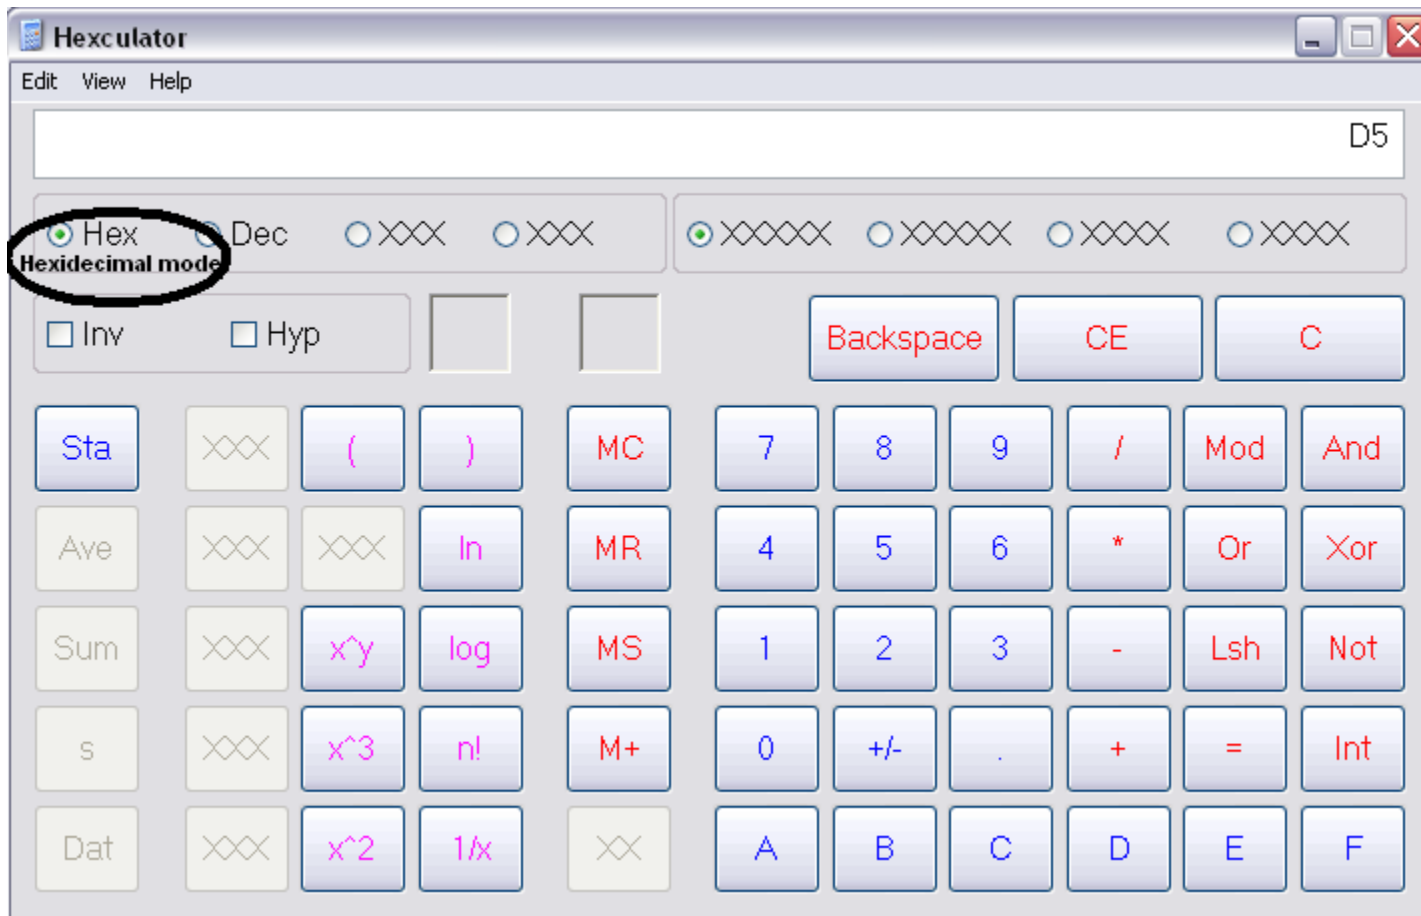 Hexculator
Edit View Help
D5
Hex Dec XXX XXX XXXXX XXXXX XXXX XXXX
Hexidecimal mode
Inv Hyp Backspace CE C
Sta XXX ( ) MC 7 8 9 / Mod And
Ave XXX XXX ln MR 4 5 6 * Or Xor
Sum XXX x^y log MS 1 2 3 - Lsh Not
s XXX x^3 n! M+ 0 +/- . + = Int
Dat XXX x^2 1/x XX A B C D E F